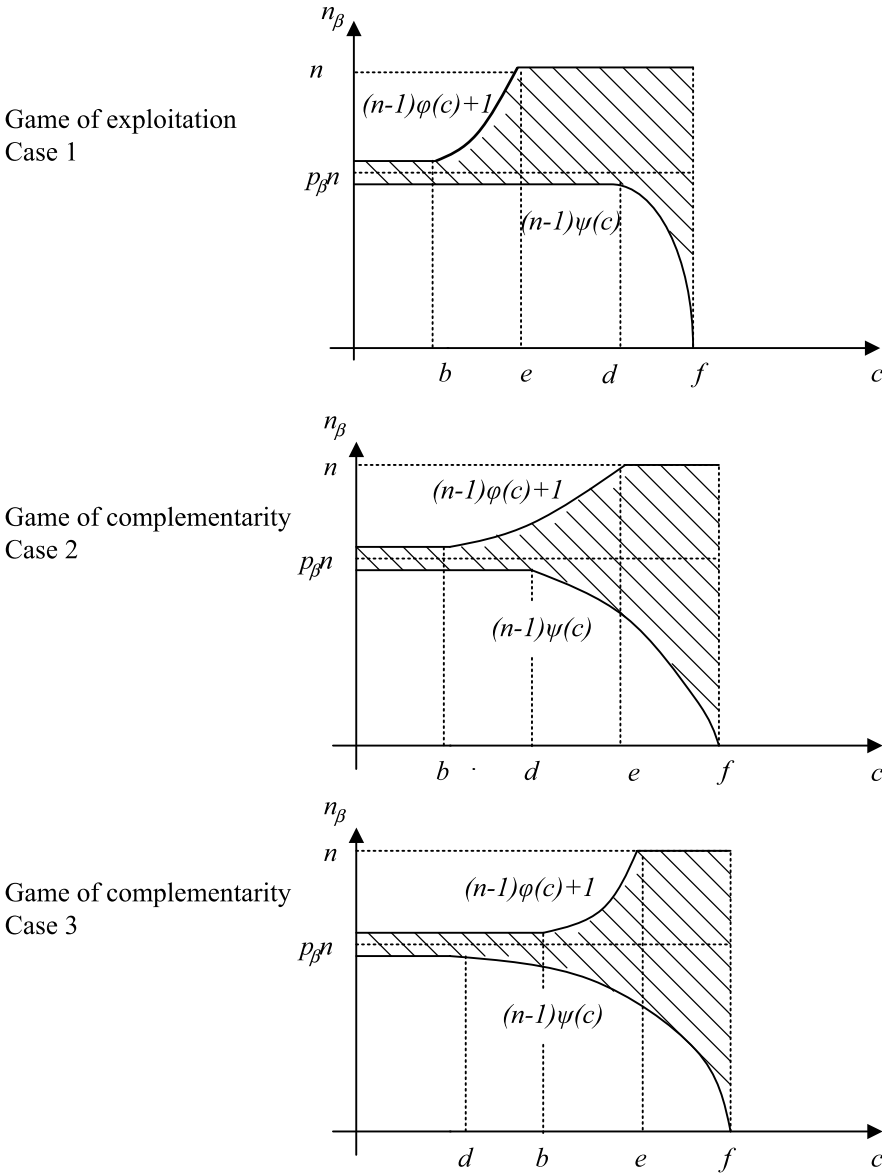 n_β
n
(n-1)φ(c)+1
Game of exploitation
Case 1
p_βn
(n-1)ψ(c)
b e d f c
n_β
n
(n-1)φ(c)+1
Game of complementarity
Case 2
p_βn
(n-1)ψ(c)
b d e f c
n_β
n
(n-1)φ(c)+1
Game of complementarity
Case 3
p_βn
(n-1)ψ(c)
d b e f c